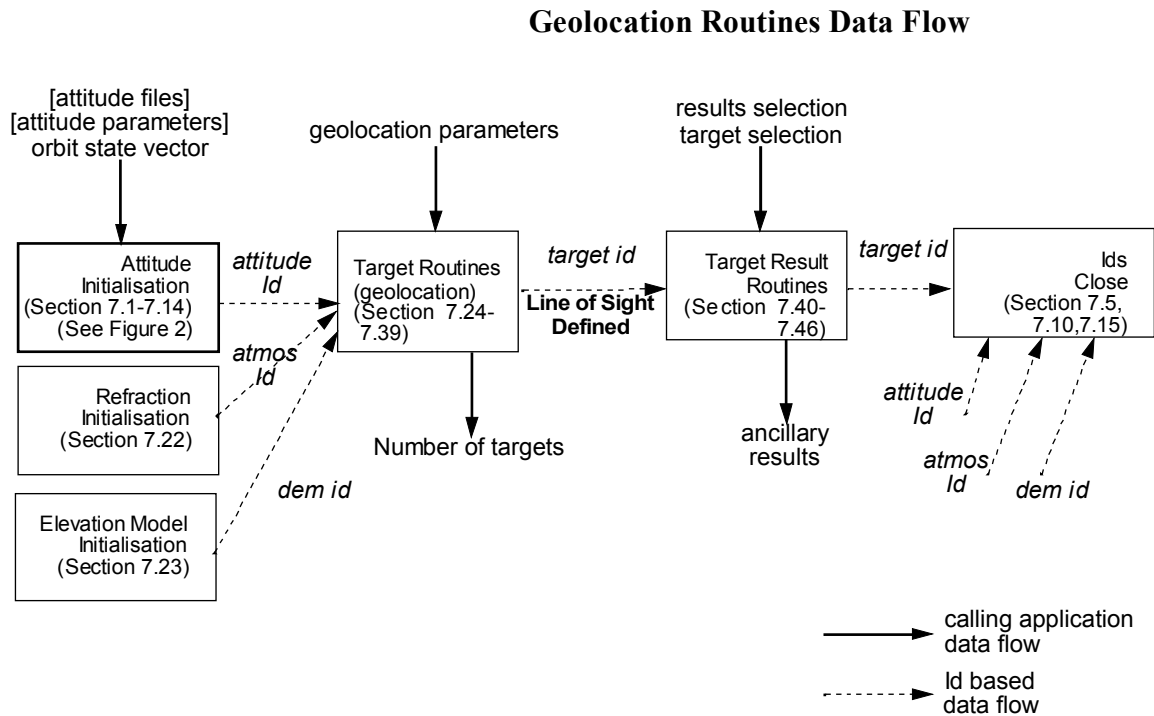 Geolocation Routines Data Flow
[attitude files]
[attitude parameters]
orbit state vector
geolocation parameters
results selection
target selection
Attitude
Initialisation
(Section 7.1-7.14)
(See Figure 2)
attitude
Id
Target Routines
(geolocation)
(Section 7.24-
7.39)
target id
Line of Sight
Defined
Target Result
Routines
(Section 7.40-
7.46)
target id
Ids
Close
(Section 7.5,
7.10,7.15)
atmos
Id
Refraction
Initialisation
(Section 7.22)
Number of targets
ancillary
results
attitude
Id
atmos
Id
dem id
dem id
Elevation Model
Initialisation
(Section 7.23)
calling application
data flow
Id based
data flow